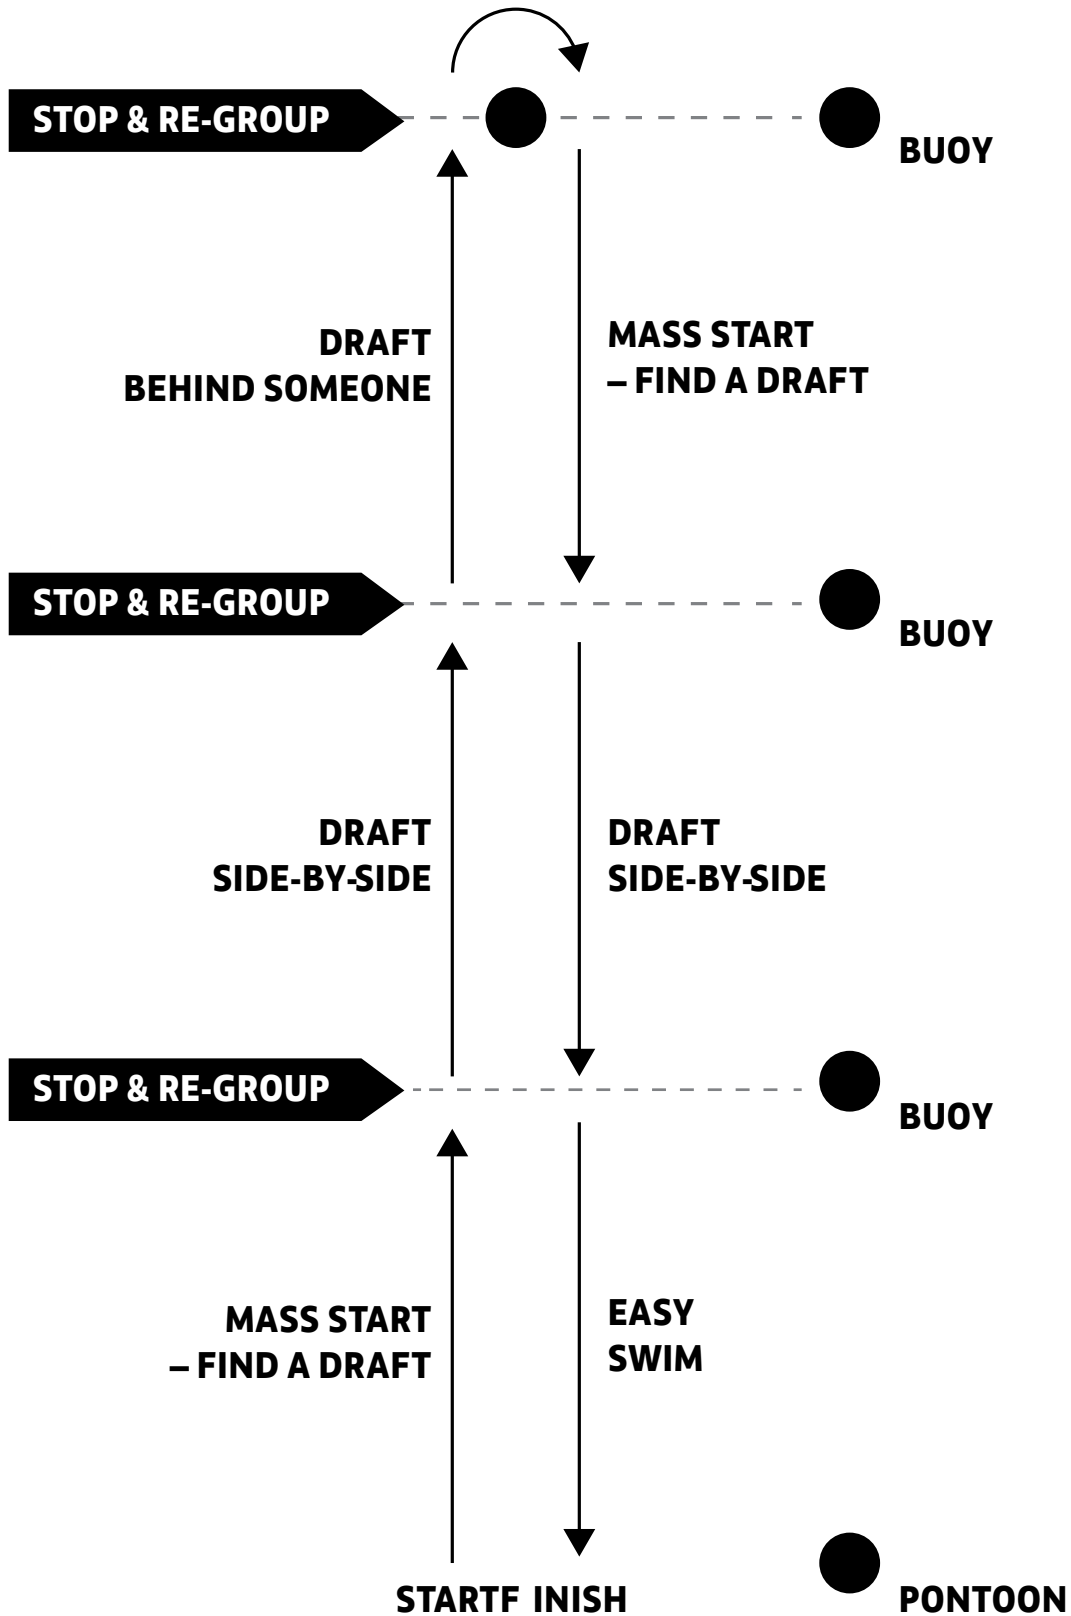 STOP & RE-GROUP
BUOY
DRAFT
BEHIND SOMEONE
MASS START
– FIND A DRAFT
STOP & RE-GROUP
BUOY
DRAFT
SIDE-BY-SIDE
DRAFT
SIDE-BY-SIDE
STOP & RE-GROUP
BUOY
MASS START
– FIND A DRAFT
EASY
SWIM
STARTF INISH
PONTOON